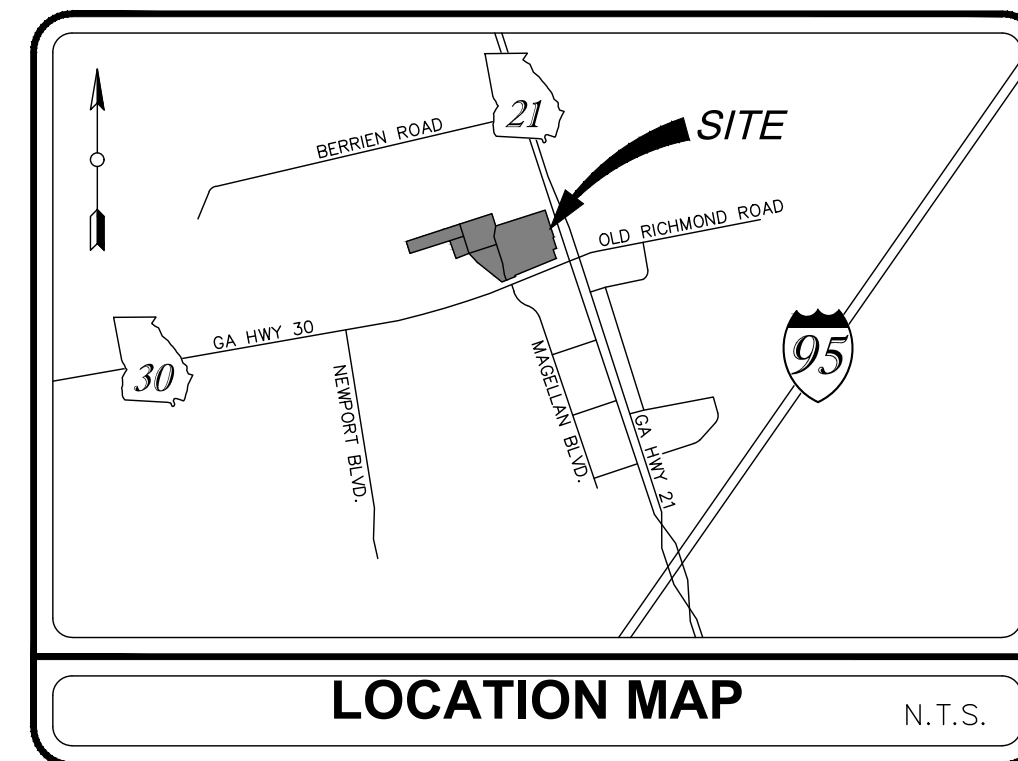 21
SITE
BERRIEN ROAD
OLD RICHMOND ROAD
GA HWY 30
30
95
NEWPORT BLVD.
MAGELLAN BLVD.
GA HWY 21
LOCATION MAP
N.T.S.